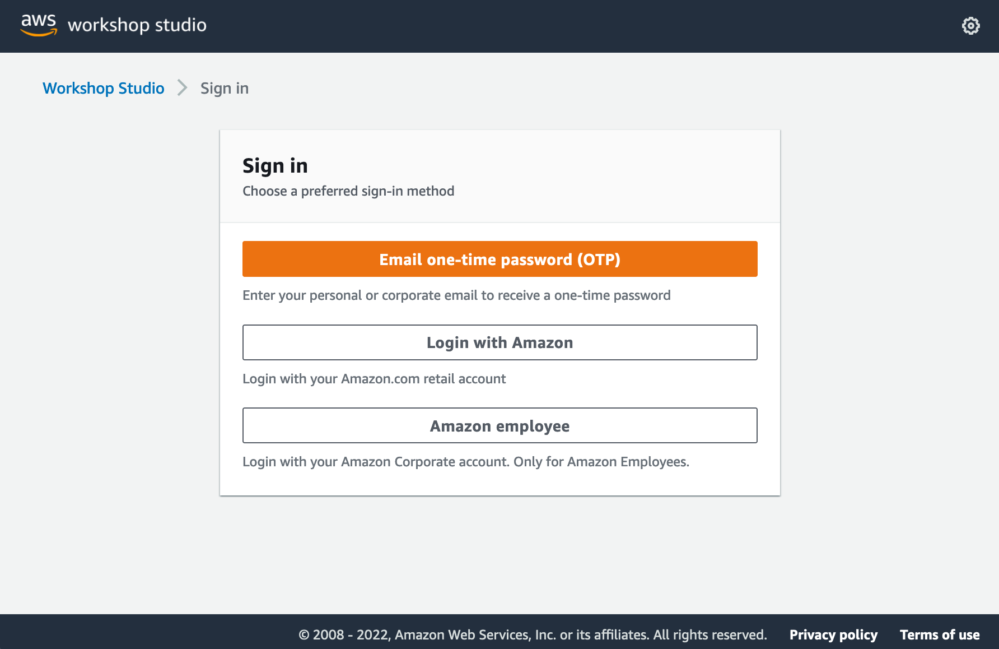 aws workshop studio
Workshop Studio > Sign in
Sign in
Choose a preferred sign-in method
Email one-time password (OTP)
Enter your personal or corporate email to receive a one-time password
Login with Amazon
Login with your Amazon.com retail account
Amazon employee
Login with your Amazon Corporate account. Only for Amazon Employees.
© 2008 - 2022, Amazon Web Services, Inc. or its affiliates. All rights reserved. Privacy policy Terms of use